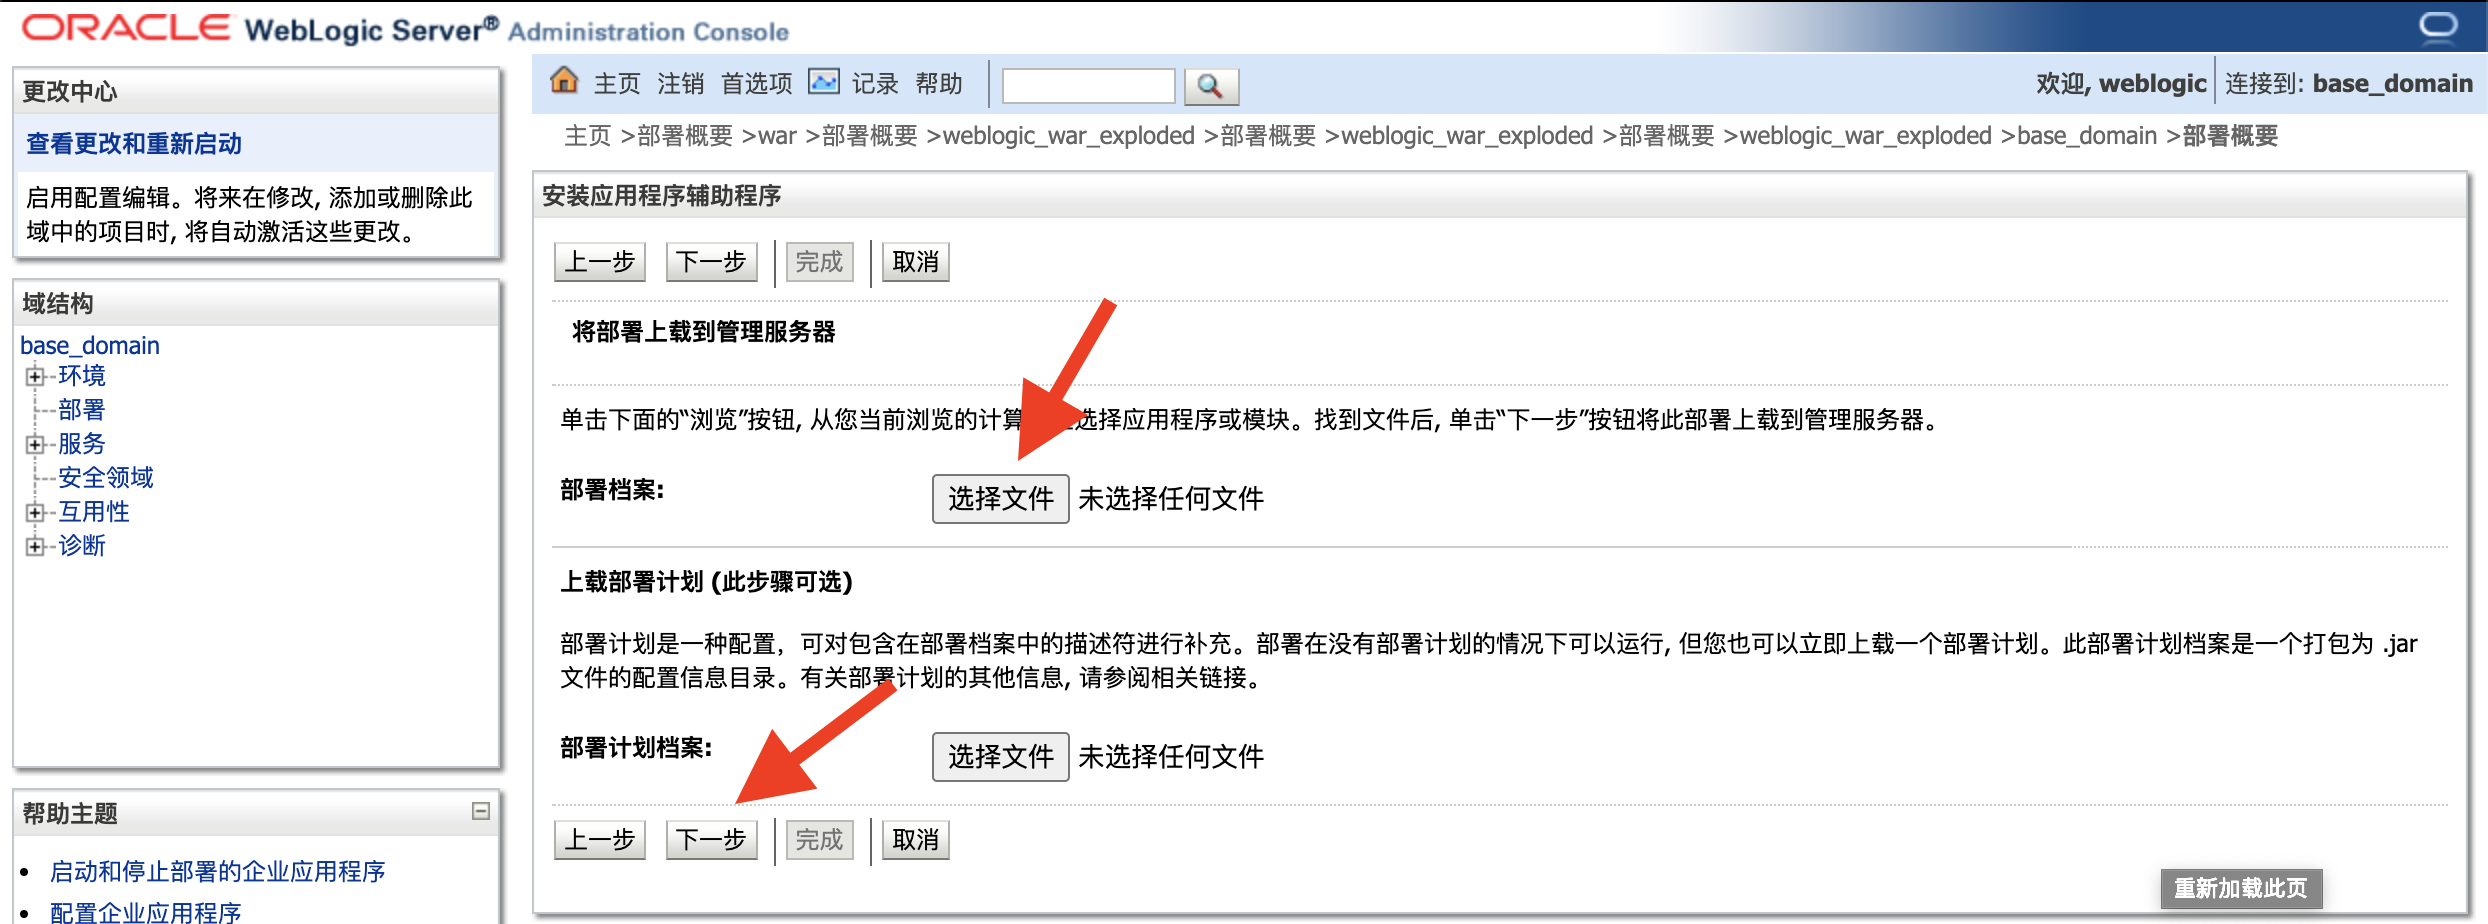 ORACLE WebLogic Server® Administration Console
更改中心
查看更改和重新启动
启用配置编辑。将来在修改, 添加或删除此
域中的项目时, 将自动激活这些更改。
域结构
base_domain
环境
部署
服务
安全领域
互用性
诊断
帮助主题
启动和停止部署的企业应用程序
配置企业应用程序
主页 注销 首选项 记录 帮助
欢迎, weblogic 连接到: base_domain
主页 >部署概要 >war >部署概要 >weblogic_war_exploded >部署概要 >weblogic_war_exploded >部署概要 >weblogic_war_exploded >base_domain >部署概要
安装应用程序辅助程序
上一步 下一步 完成 取消
将部署上载到管理服务器
单击下面的“浏览”按钮, 从您当前浏览的计算 选择应用程序或模块。找到文件后, 单击“下一步”按钮将此部署上载到管理服务器。
部署档案: 选择文件 未选择任何文件
上载部署计划 (此步骤可选)
部署计划是一种配置，可对包含在部署档案中的描述符进行补充。部署在没有部署计划的情况下可以运行, 但您也可以立即上载一个部署计划。此部署计划档案是一个打包为 .jar
文件的配置信息目录。有关部署计划的其他信息, 请参阅相关链接。
部署计划档案: 选择文件 未选择任何文件
上一步 下一步 完成 取消
重新加载此页